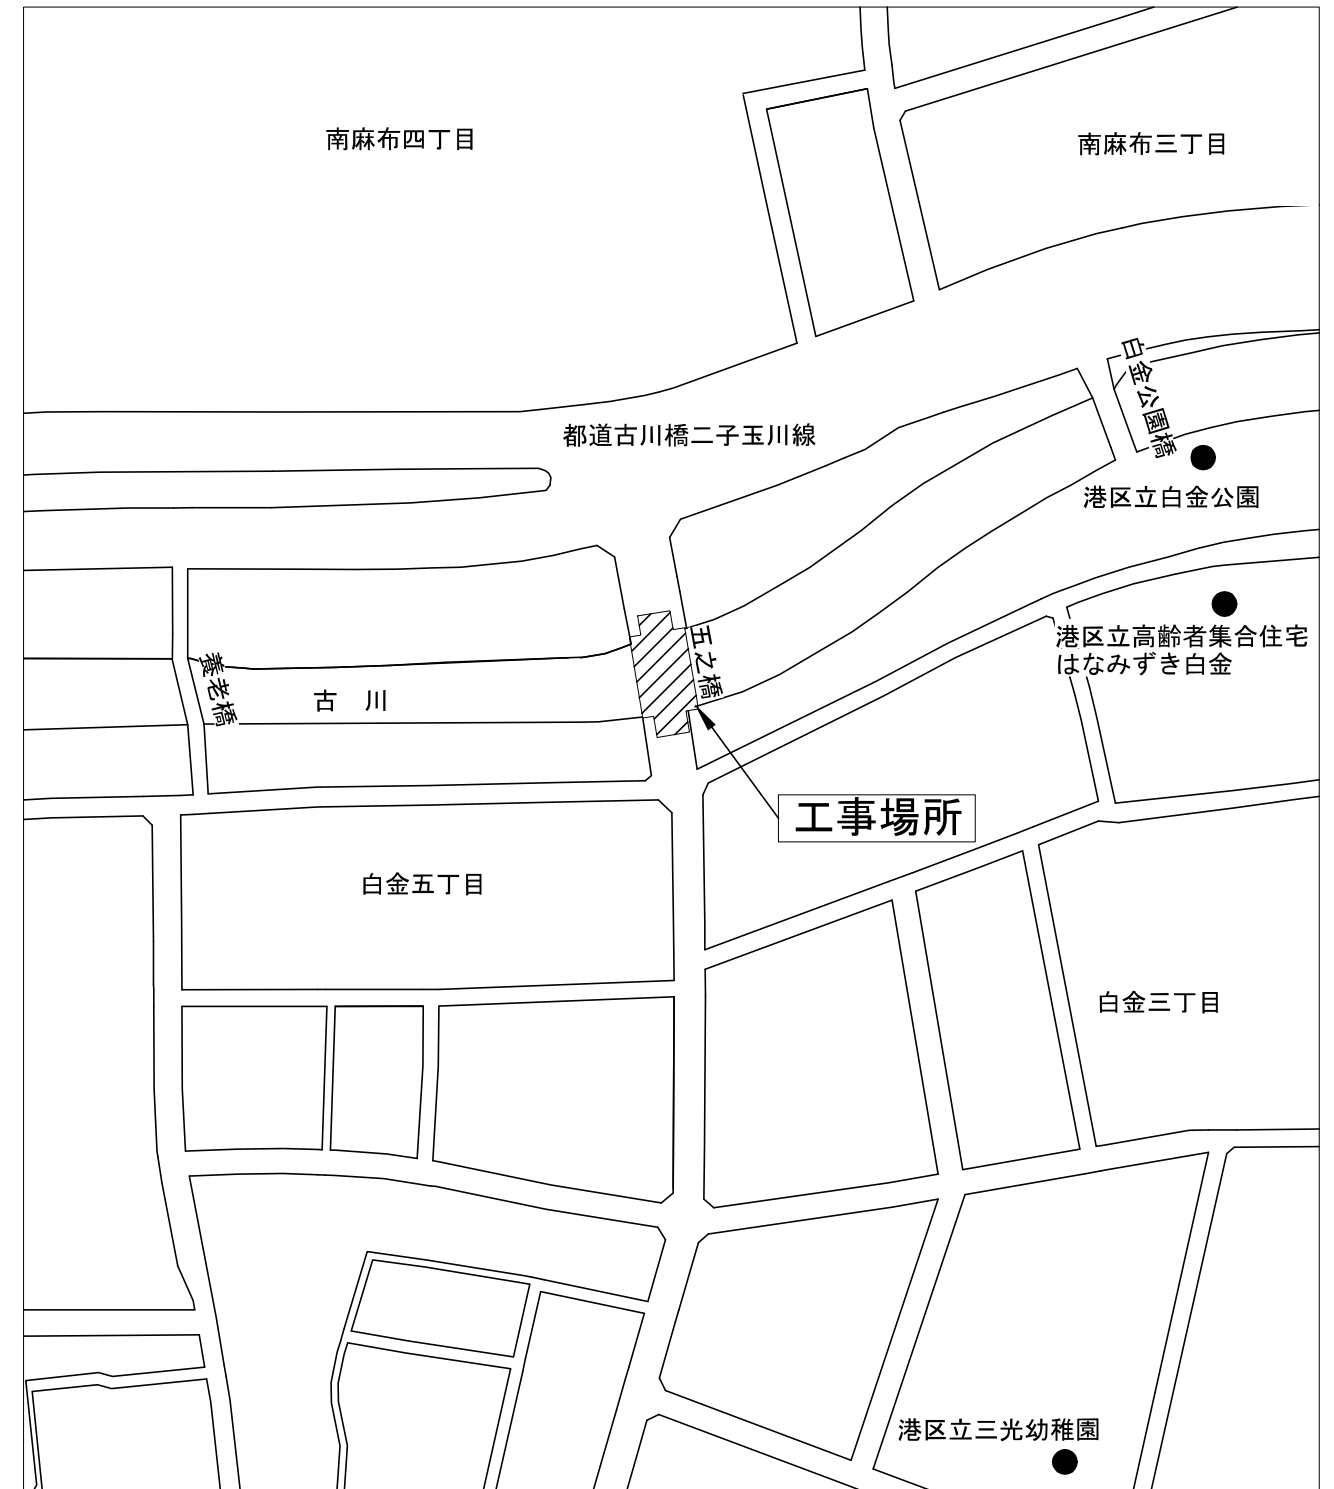 南麻布四丁目
南麻布三丁目
白金公園橋
都道古川橋二子玉川線
港区立白金公園
五之橋
港区立高齢者集合住宅
はなみずき白金
養老橋
古 川
工事場所
白金五丁目
白金三丁目
港区立三光幼稚園